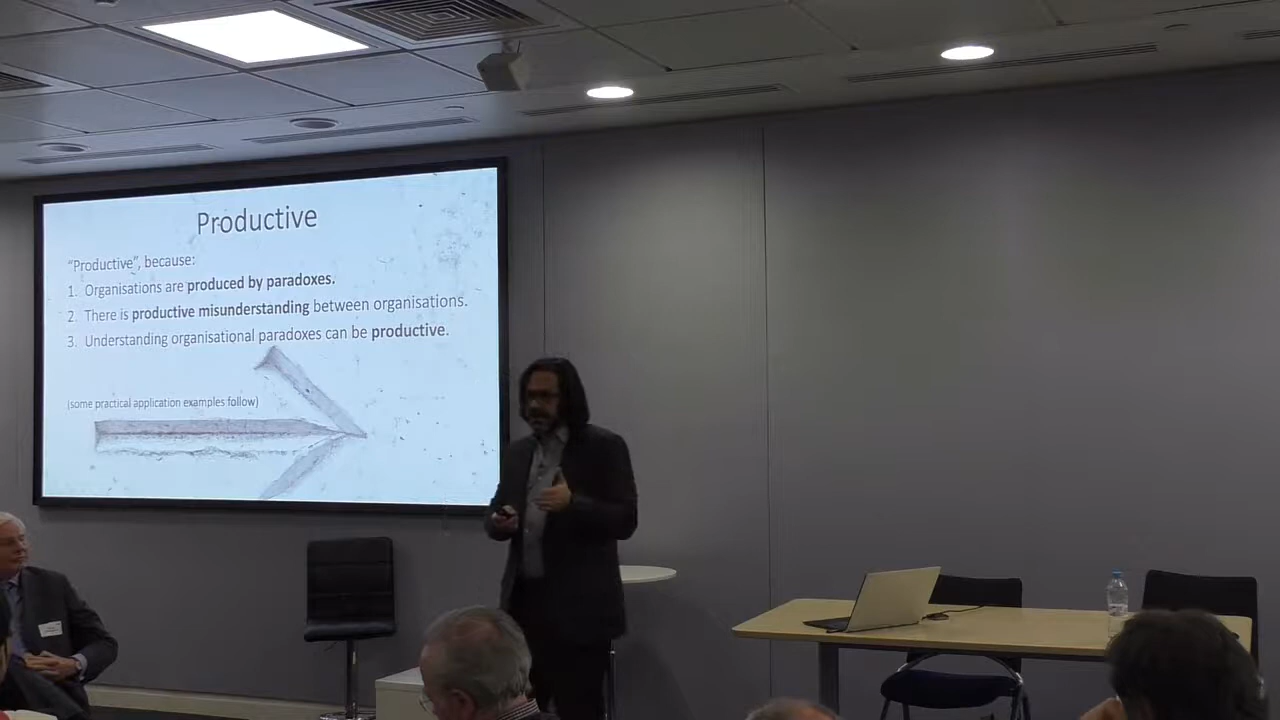 Productive
“Productive”, because:
1. Organisations are produced by paradoxes.
2. There is productive misunderstanding between organisations.
3. Understanding organisational paradoxes can be productive.
(some practical application examples follow)